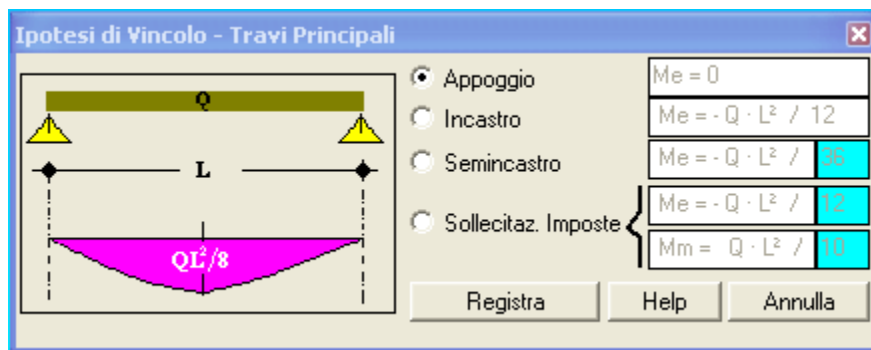 Ipotesi di Vincolo - Travi Principali
Q
L
QL²/8
Appoggio
Me = 0
Incastro
Me = - Q · L² / 12
Semincastro
Me = - Q · L² / 36
Sollecitaz. Imposte
Me = - Q · L² / 12
Mm = Q · L² / 10
Registra
Help
Annulla